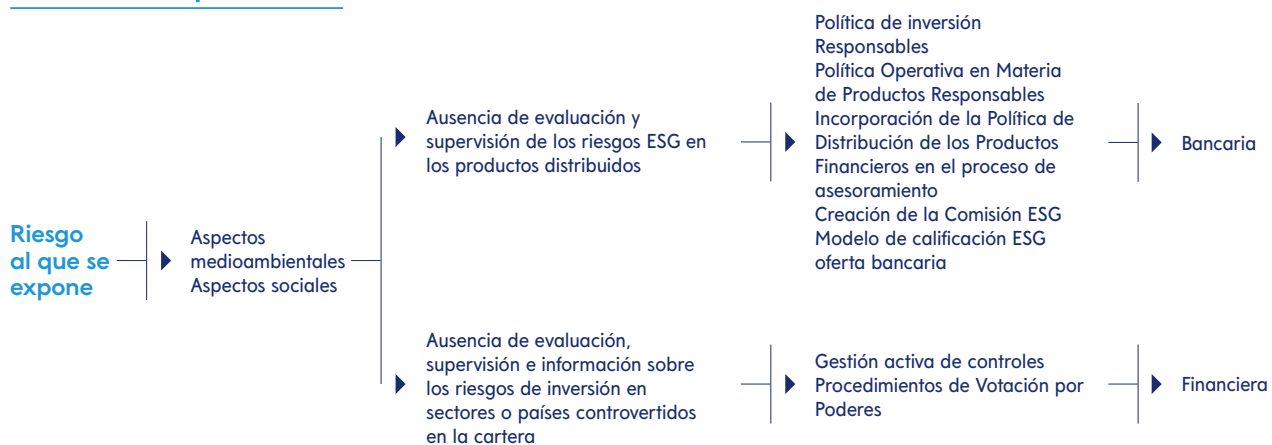 Riesgo
al que se
expone
Aspectos
medioambientales
Aspectos sociales
Ausencia de evaluación y
supervisión de los riesgos ESG en
los productos distribuidos
Política de inversión
Responsables
Política Operativa en Materia
de Productos Responsables
Incorporación de la Política de
Distribución de los Productos
Financieros en el proceso de
asesoramiento
Creación de la Comisión ESG
Modelo de calificación ESG
oferta bancaria
Bancaria
Ausencia de evaluación,
supervisión e información sobre
los riesgos de inversión en
sectores o países controvertidos
en la cartera
Gestión activa de controles
Procedimientos de Votación por
Poderes
Financiera